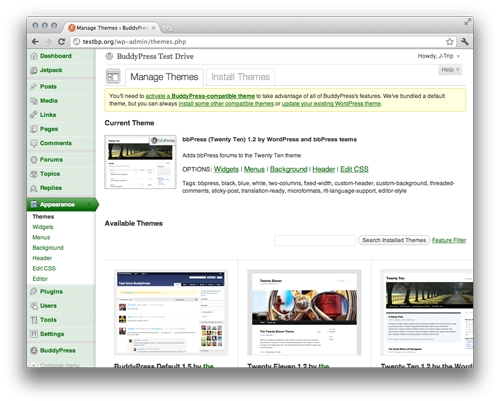 Manage Themes ‹ BuddyPress
testbp.org/wp-admin/themes.php
BuddyPress Test Drive
Howdy, J-Trip
Help
Dashboard
Jetpack
Posts
Media
Links
Pages
Comments
Forums
Topics
Replies
Appearance
Themes
Widgets
Menus
Background
Header
Edit CSS
Editor
Plugins
Users
Tools
Settings
BuddyPress
Collapse menu
Manage Themes
Install Themes
You'll need to activate a BuddyPress-compatible theme to take advantage of all of BuddyPress's features. We've bundled a
default theme, but you can always install some other compatible themes or update your existing WordPress theme.
Current Theme
bbPress (Twenty Ten) 1.2 by WordPress and bbPress teams
Adds bbPress forums to the Twenty Ten theme
OPTIONS: Widgets | Menus | Background | Header | Edit CSS
Tags: bbpress, black, blue, white, two-columns, fixed-width, custom-header, custom-background, threaded-
comments, sticky-post, translation-ready, microformats, rtl-language-support, editor-style
Available Themes
Search Installed Themes
Feature Filter
Test Drive BuddyPress
Twenty Eleven
Twenty Ten
BuddyPress Default 1.5 by the
Twenty Eleven 1.2 by the
Twenty Ten 1.2 by the Word